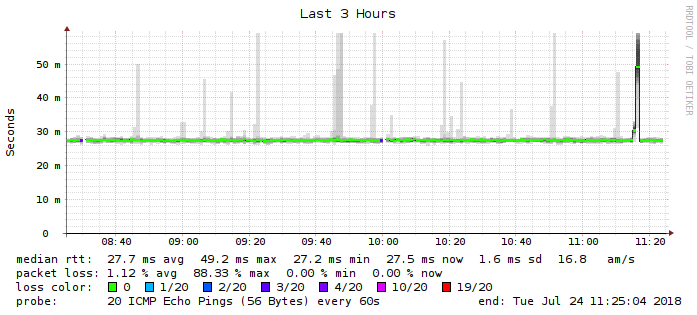 Last 3 Hours
RRDTOOL / TOBI OETIKER
Seconds
50 m
40 m
30 m
20 m
10 m
0
08:40 09:00 09:20 09:40 10:00 10:20 10:40 11:00 11:20
median rtt: 27.7 ms avg 49.2 ms max 27.2 ms min 27.5 ms now 1.6 ms sd 16.8 am/s
packet loss: 1.12 % avg 88.33 % max 0.00 % min 0.00 % now
loss color: 0 1/20 2/20 3/20 4/20 10/20 19/20
probe: 20 ICMP Echo Pings (56 Bytes) every 60s end: Tue Jul 24 11:25:04 2018